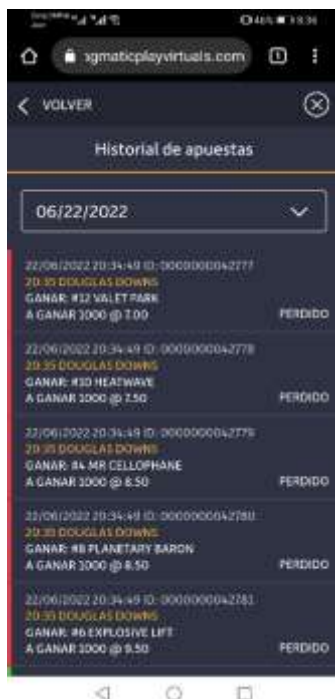 46% 18:36
ogmaticplayvirtuals.com 1
VOLVER
Historial de apuestas
06/22/2022
22/06/2022 20:34:49 ID: 0000000042777
20:35 DOUGLAS DOWNS
GANAR: #12 VALET PARK
A GANAR 1000 @ 7.00 PERDIDO
22/06/2022 20:34:49 ID: 0000000042778
20:35 DOUGLAS DOWNS
GANAR: #10 HEATWAVE
A GANAR 1000 @ 7.50 PERDIDO
22/06/2022 20:34:49 ID: 0000000042779
20:35 DOUGLAS DOWNS
GANAR: #4 MR CELLOPHANE
A GANAR 1000 @ 8.50 PERDIDO
22/06/2022 20:34:49 ID: 0000000042780
20:35 DOUGLAS DOWNS
GANAR: #8 PLANETARY BARON
A GANAR 1000 @ 8.50 PERDIDO
22/06/2022 20:34:49 ID: 0000000042781
20:35 DOUGLAS DOWNS
GANAR: #6 EXPLOSIVE LIFT
A GANAR 1000 @ 9.50 PERDIDO